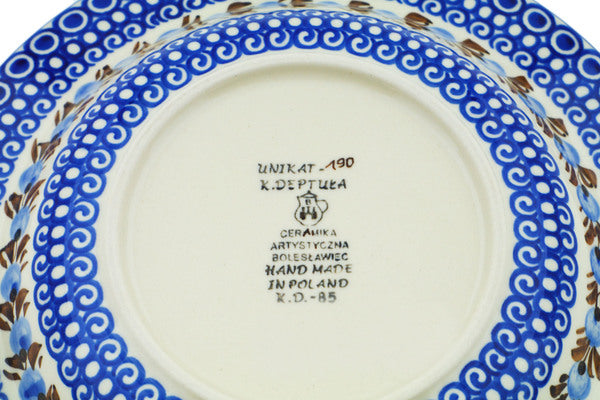 UNIKAT -190
K.DEPTUŁA
CERAMIKA
ARTYSTYCZNA
BOLESŁAWIEC
HAND MADE
IN POLAND
K.D.-85